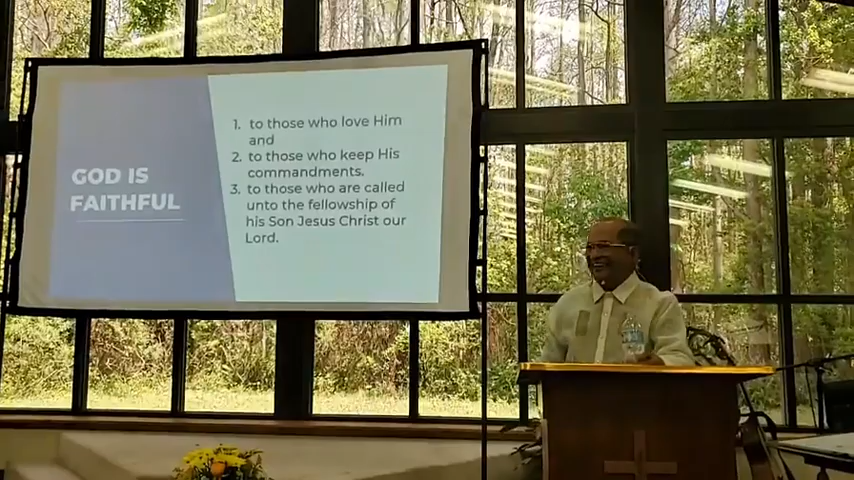 GOD IS
FAITHFUL
1. to those who love Him
and
2. to those who keep His
commandments.
3. to those who are called
unto the fellowship of
his Son Jesus Christ of our
Lord.